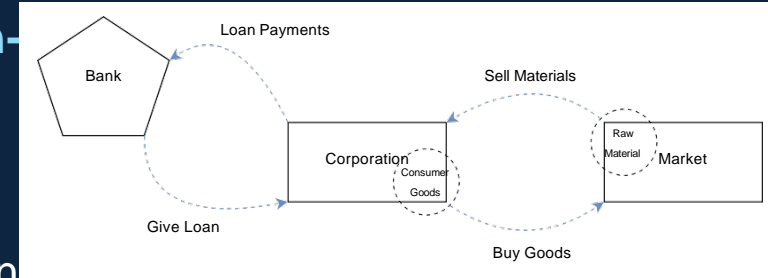 n-
Loan Payments
Bank
Sell Materials
Raw
Material
Market
Corporation
Consumer
Goods
Give Loan
Buy Goods
n